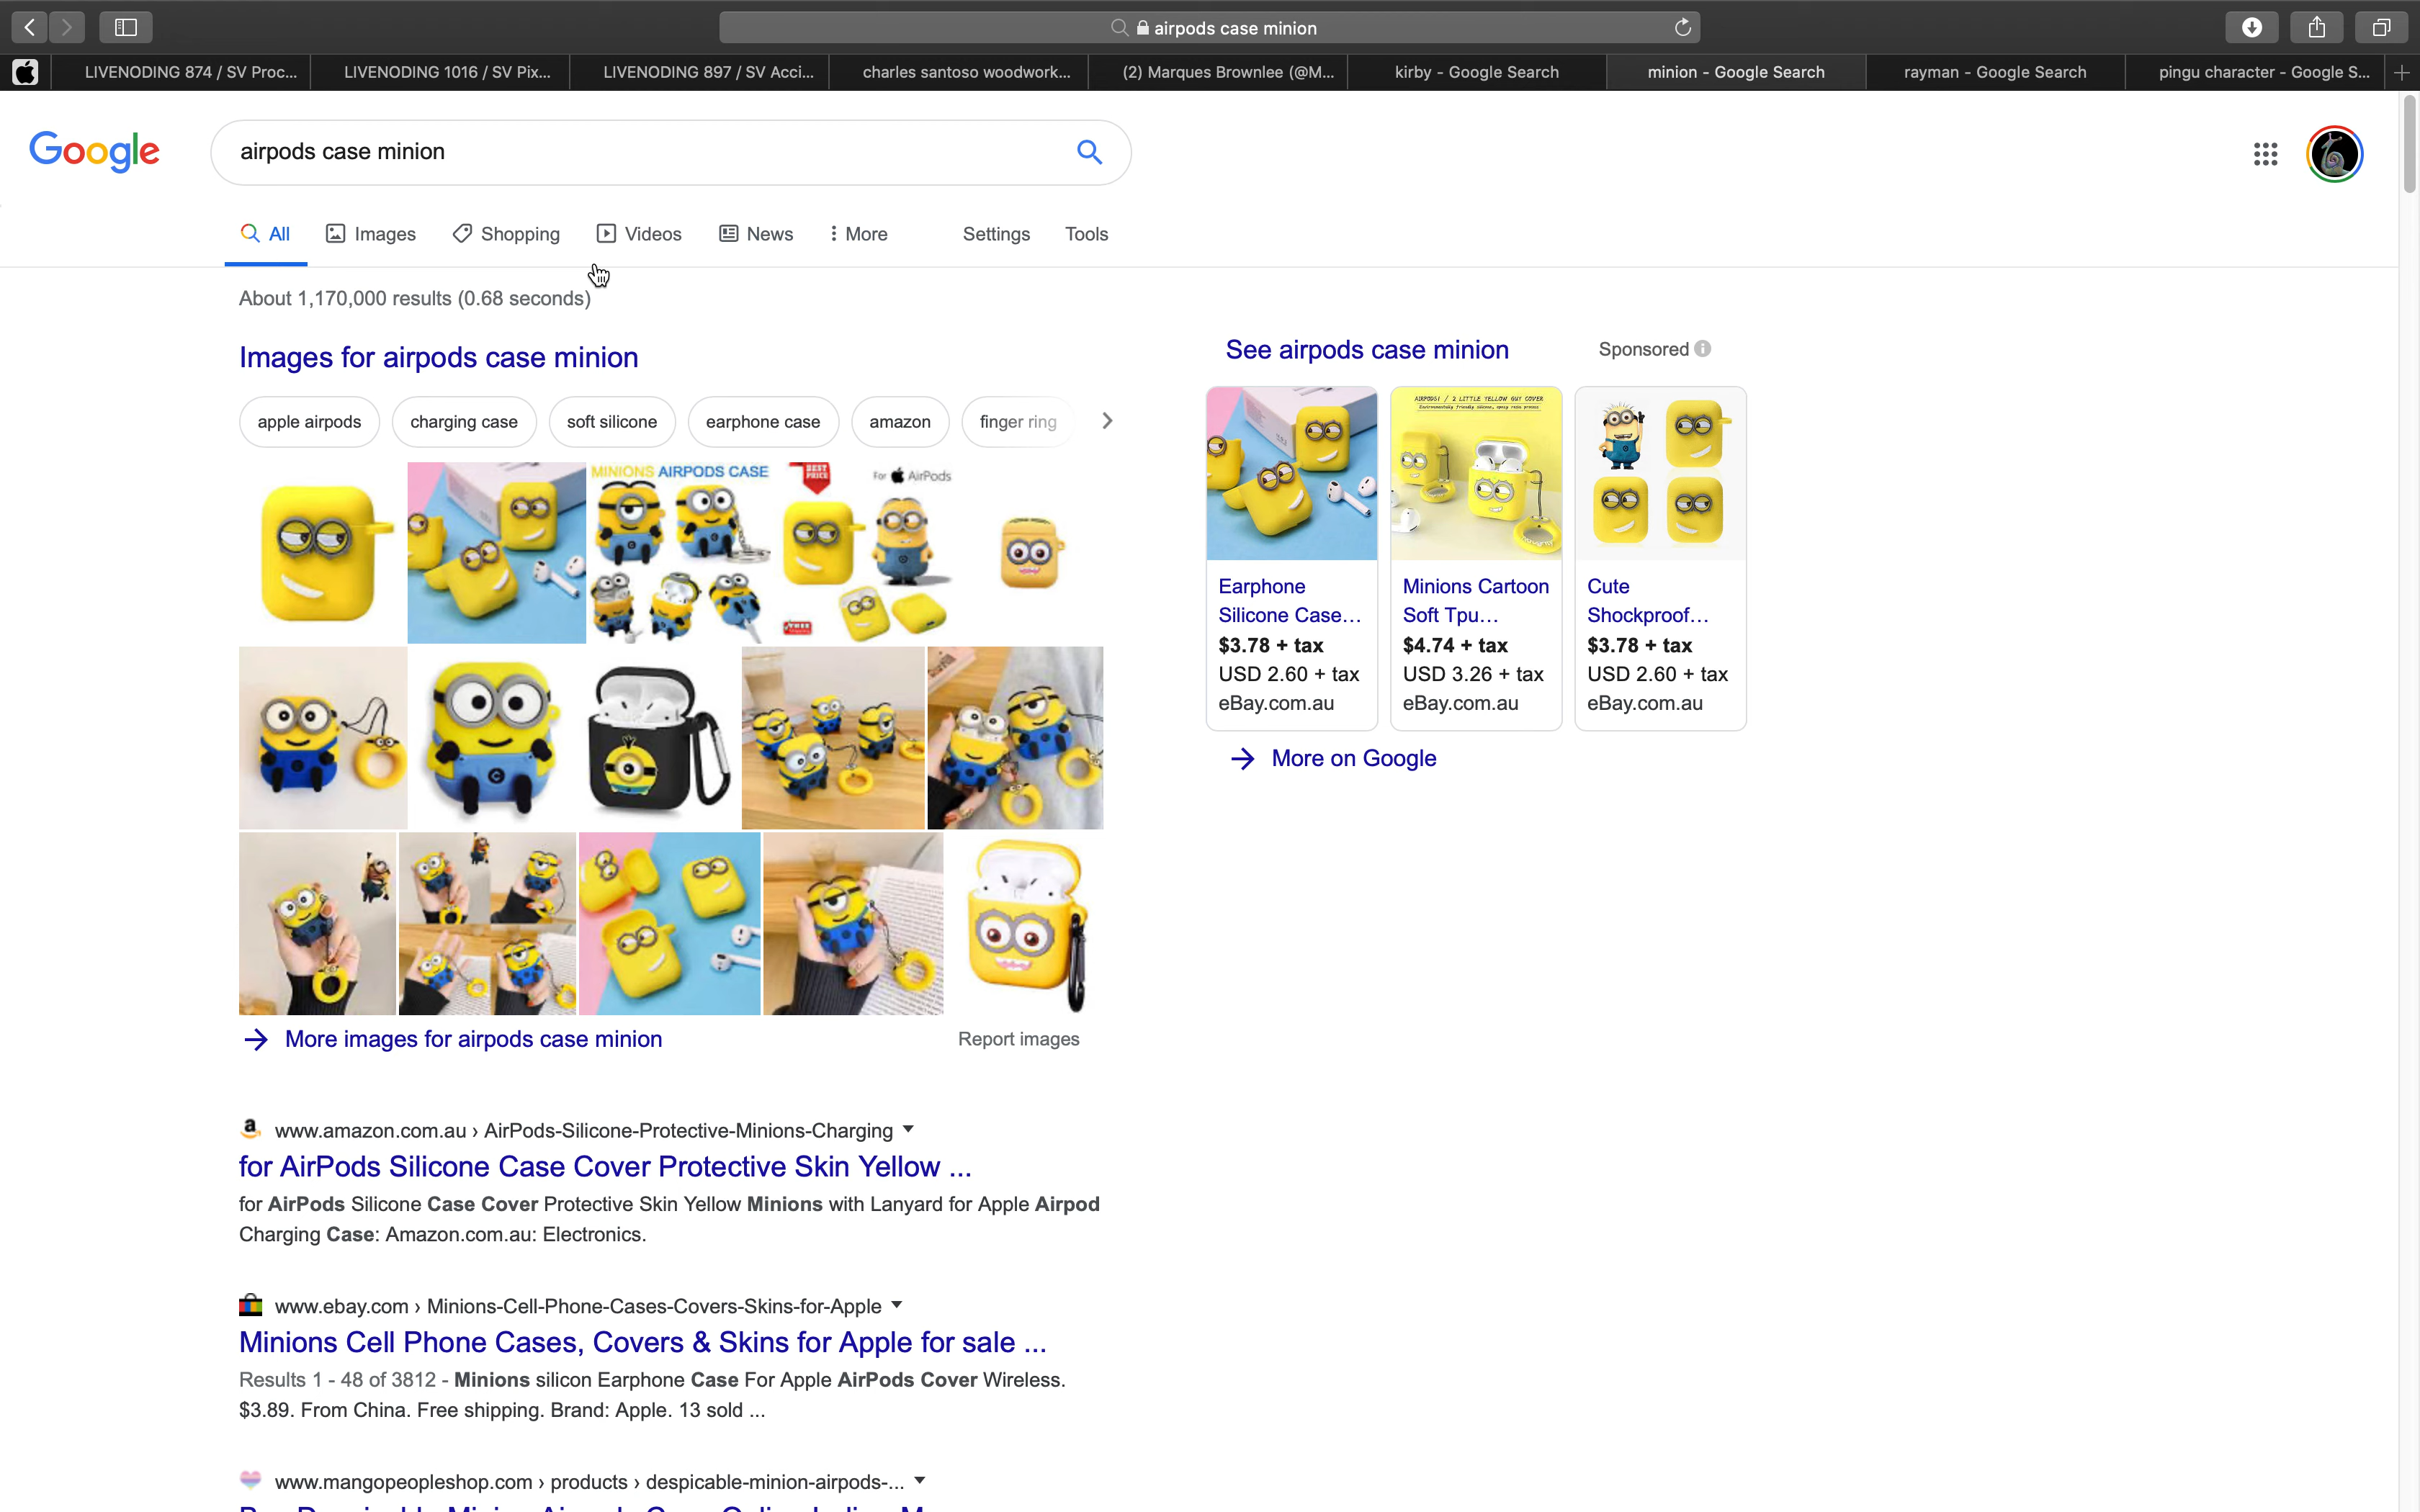 airpods case minion
LIVENODING 874 / SV Proc...
LIVENODING 1016 / SV Pix...
LIVENODING 897 / SV Acci...
charles santoso woodwork...
(2) Marques Brownlee (@M...
kirby - Google Search
minion - Google Search
rayman - Google Search
pingu character - Google S...
Google
airpods case minion
All
Images
Shopping
Videos
News
More
Settings
Tools
About 1,170,000 results (0.68 seconds)
Images for airpods case minion
apple airpods
charging case
soft silicone
earphone case
amazon
finger ring
MINIONS AIRPODS CASE
BEST PRICE
For AirPods
More images for airpods case minion
Report images
See airpods case minion
Sponsored
AIRPODS1 / 2 LITTLE YELLOW GUY COVER
Earphone
Silicone Case...
$3.78 + tax
USD 2.60 + tax
eBay.com.au
Minions Cartoon
Soft Tpu...
$4.74 + tax
USD 3.26 + tax
eBay.com.au
Cute
Shockproof...
$3.78 + tax
USD 2.60 + tax
eBay.com.au
More on Google
www.amazon.com.au › AirPods-Silicone-Protective-Minions-Charging
for AirPods Silicone Case Cover Protective Skin Yellow ...
for AirPods Silicone Case Cover Protective Skin Yellow Minions with Lanyard for Apple Airpod
Charging Case: Amazon.com.au: Electronics.
www.ebay.com › Minions-Cell-Phone-Cases-Covers-Skins-for-Apple
Minions Cell Phone Cases, Covers & Skins for Apple for sale ...
Results 1 - 48 of 3812 - Minions silicon Earphone Case For Apple AirPods Cover Wireless.
$3.89. From China. Free shipping. Brand: Apple. 13 sold ...
www.mangopeopleshop.com › products › despicable-minion-airpods-...